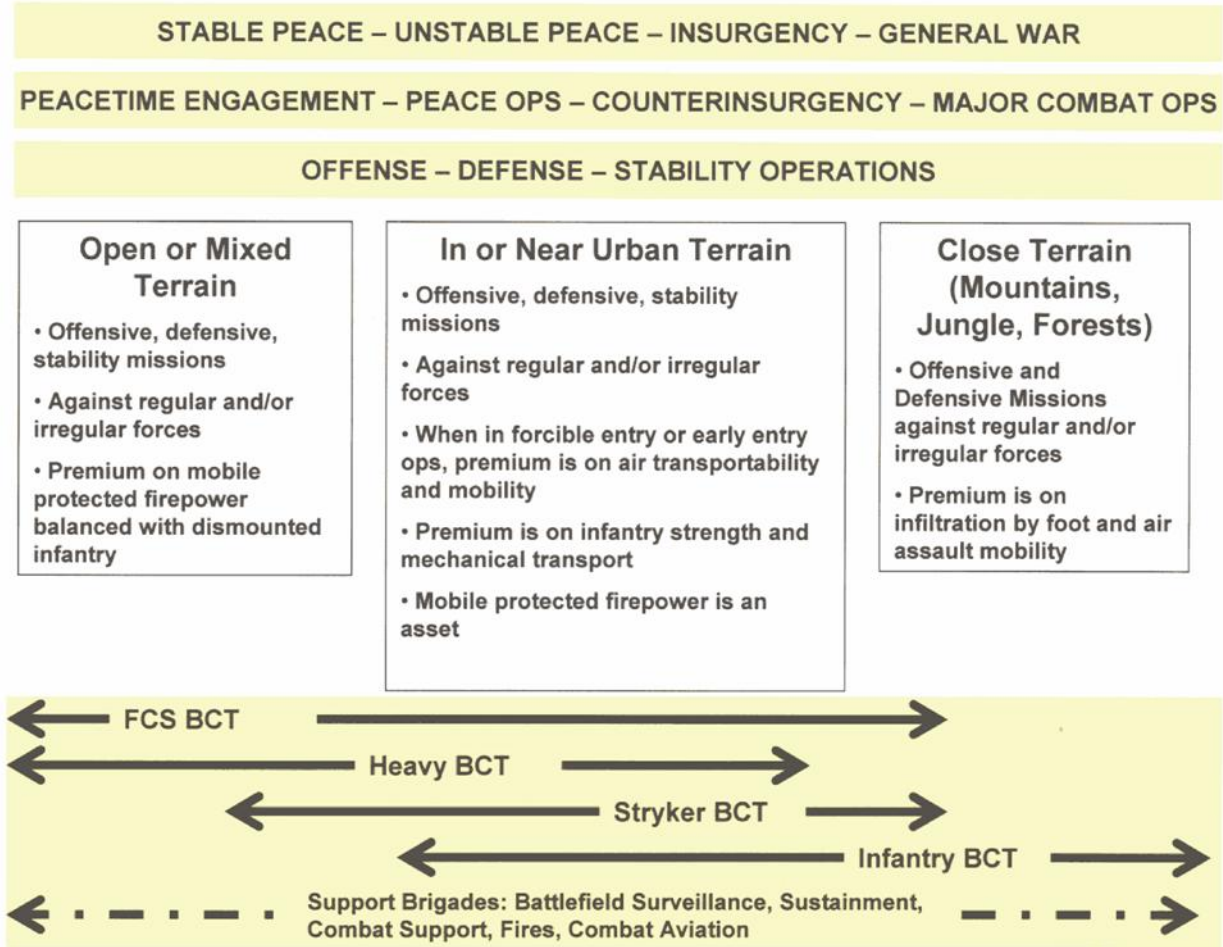 STABLE PEACE – UNSTABLE PEACE – INSURGENCY – GENERAL WAR
PEACETIME ENGAGEMENT – PEACE OPS – COUNTERINSURGENCY – MAJOR COMBAT OPS
OFFENSE – DEFENSE – STABILITY OPERATIONS
Open or Mixed
Terrain
• Offensive, defensive,
stability missions
• Against regular and/or
irregular forces
• Premium on mobile
protected firepower
balanced with dismounted
infantry
In or Near Urban Terrain
• Offensive, defensive, stability
missions
• Against regular and/or irregular
forces
• When in forcible entry or early entry
ops, premium is on air transportability
and mobility
• Premium is on infantry strength and
mechanical transport
• Mobile protected firepower is an
asset
Close Terrain
(Mountains,
Jungle, Forests)
• Offensive and
Defensive Missions
against regular and/or
irregular forces
• Premium is on
infiltration by foot and air
assault mobility
FCS BCT
Heavy BCT
Stryker BCT
Infantry BCT
Support Brigades: Battlefield Surveillance, Sustainment,
Combat Support, Fires, Combat Aviation